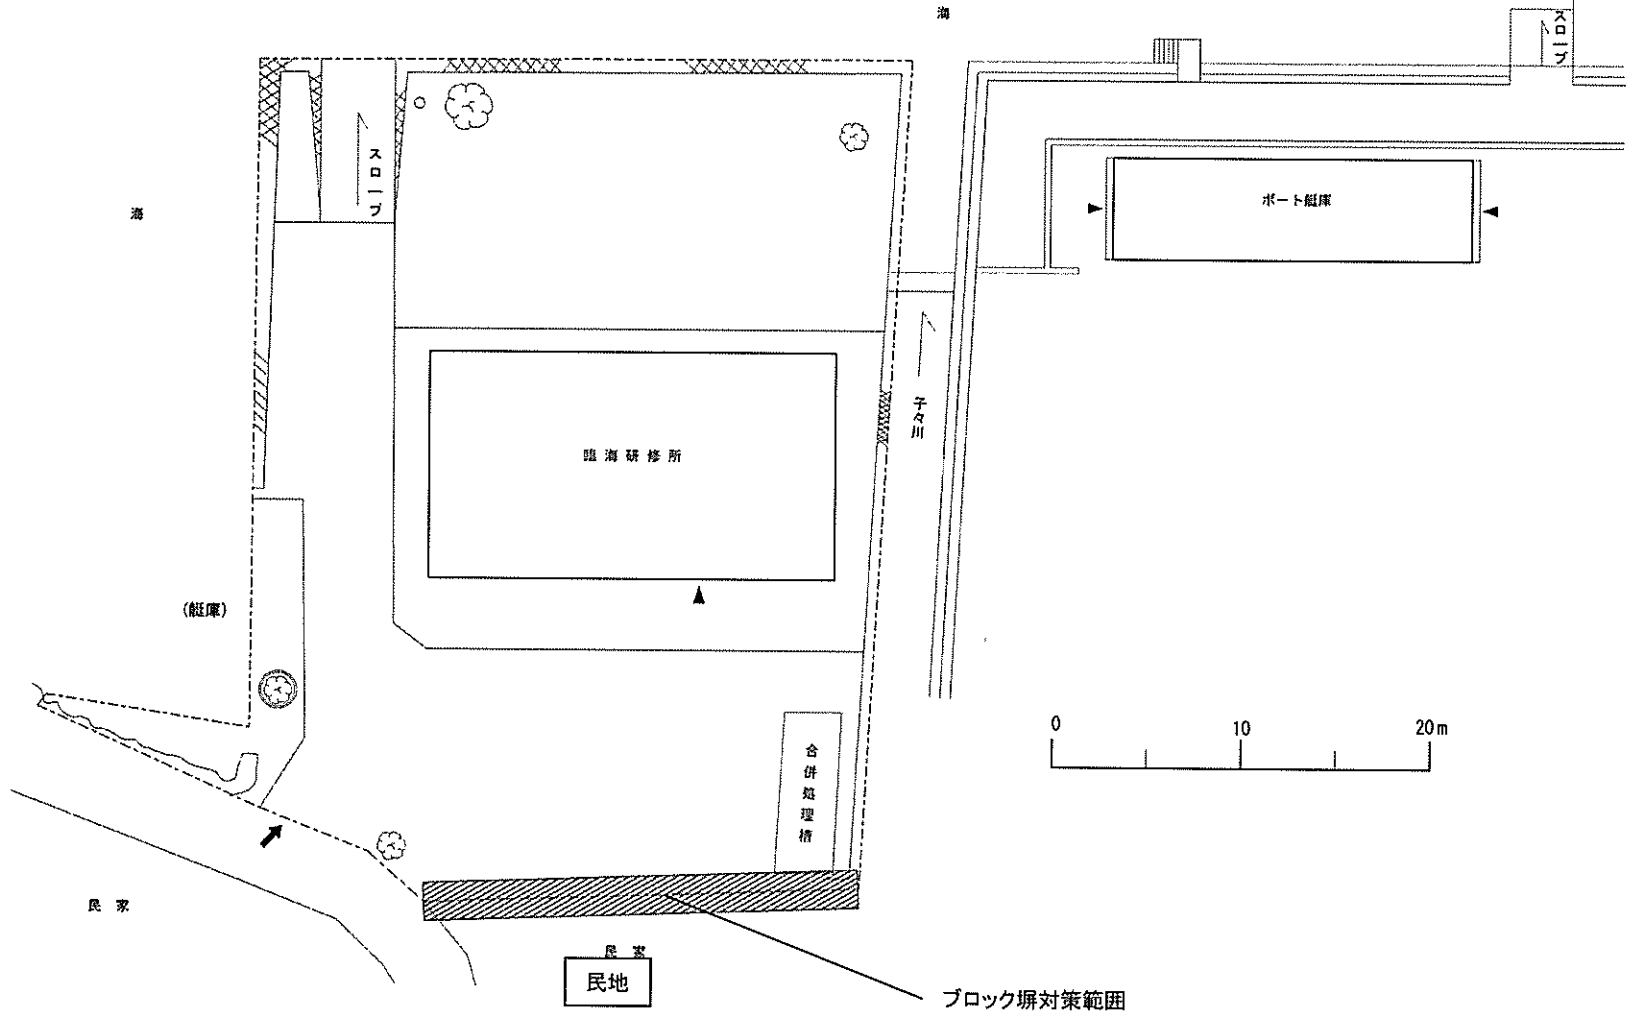 海
スロープ
スロープ
海
ボート艇庫
子々川
臨海研修所
(艇庫)
0 10 20m
合併処理槽
民家
民家
民地
ブロック塀対策範囲